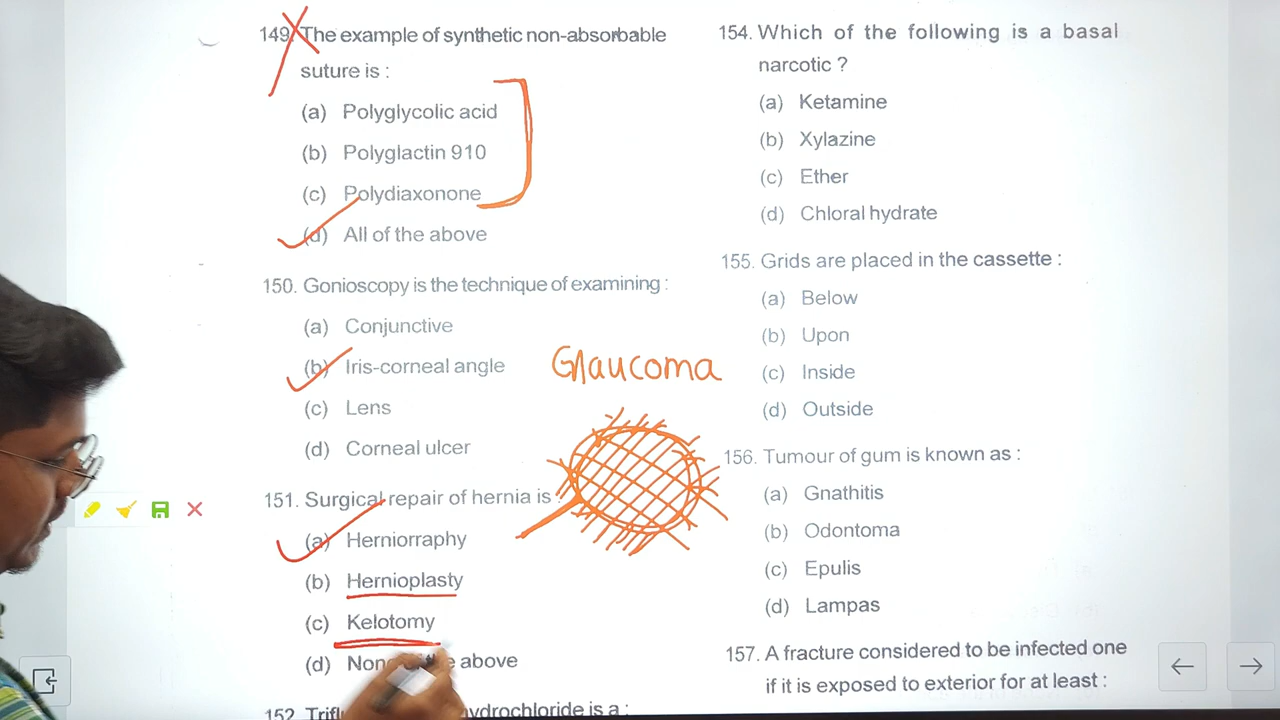 149. The example of synthetic non-absorbable
suture is :
(a) Polyglycolic acid
(b) Polyglactin 910
(c) Polydiaxonone
(d) All of the above
150. Gonioscopy is the technique of examining :
(a) Conjunctive
(b) Iris-corneal angle
(c) Lens
(d) Corneal ulcer
Glaucoma
151. Surgical repair of hernia is :
(a) Herniorraphy
(b) Hernioplasty
(c) Kelotomy
(d) above
152. a :
154. Which of the following is a basal
narcotic ?
(a) Ketamine
(b) Xylazine
(c) Ether
(d) Chloral hydrate
155. Grids are placed in the cassette :
(a) Below
(b) Upon
(c) Inside
(d) Outside
156. Tumour of gum is known as :
(a) Gnathitis
(b) Odontoma
(c) Epulis
(d) Lampas
157. A fracture considered to be infected one
if it is exposed to exterior for at least :